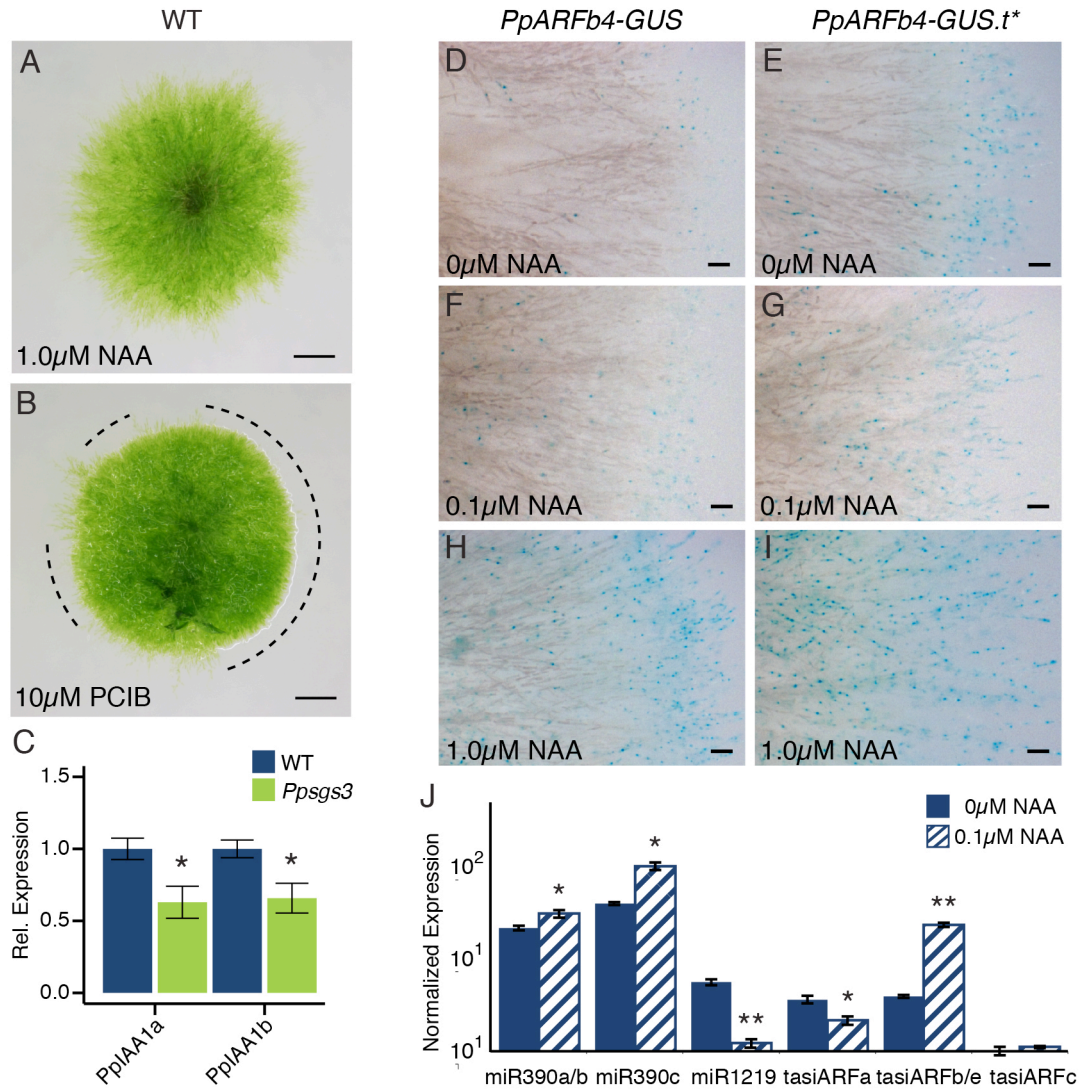 WT
PpARFb4-GUS
PpARFb4-GUS.t*
A
1.0µM NAA
B
10µM PCIB
C
WT
Ppsgs3
1.5
1.0
0.5
0.0
Rel. Expression
*
*
PpIAA1a
PpIAA1b
D
0µM NAA
E
0µM NAA
F
0.1µM NAA
G
0.1µM NAA
H
1.0µM NAA
I
1.0µM NAA
J
0µM NAA
0.1µM NAA
Normalized Expression
10²
10¹
10¹
*
*
**
*
**
miR390a/b miR390c miR1219 tasiARFa tasiARFb/e tasiARFc